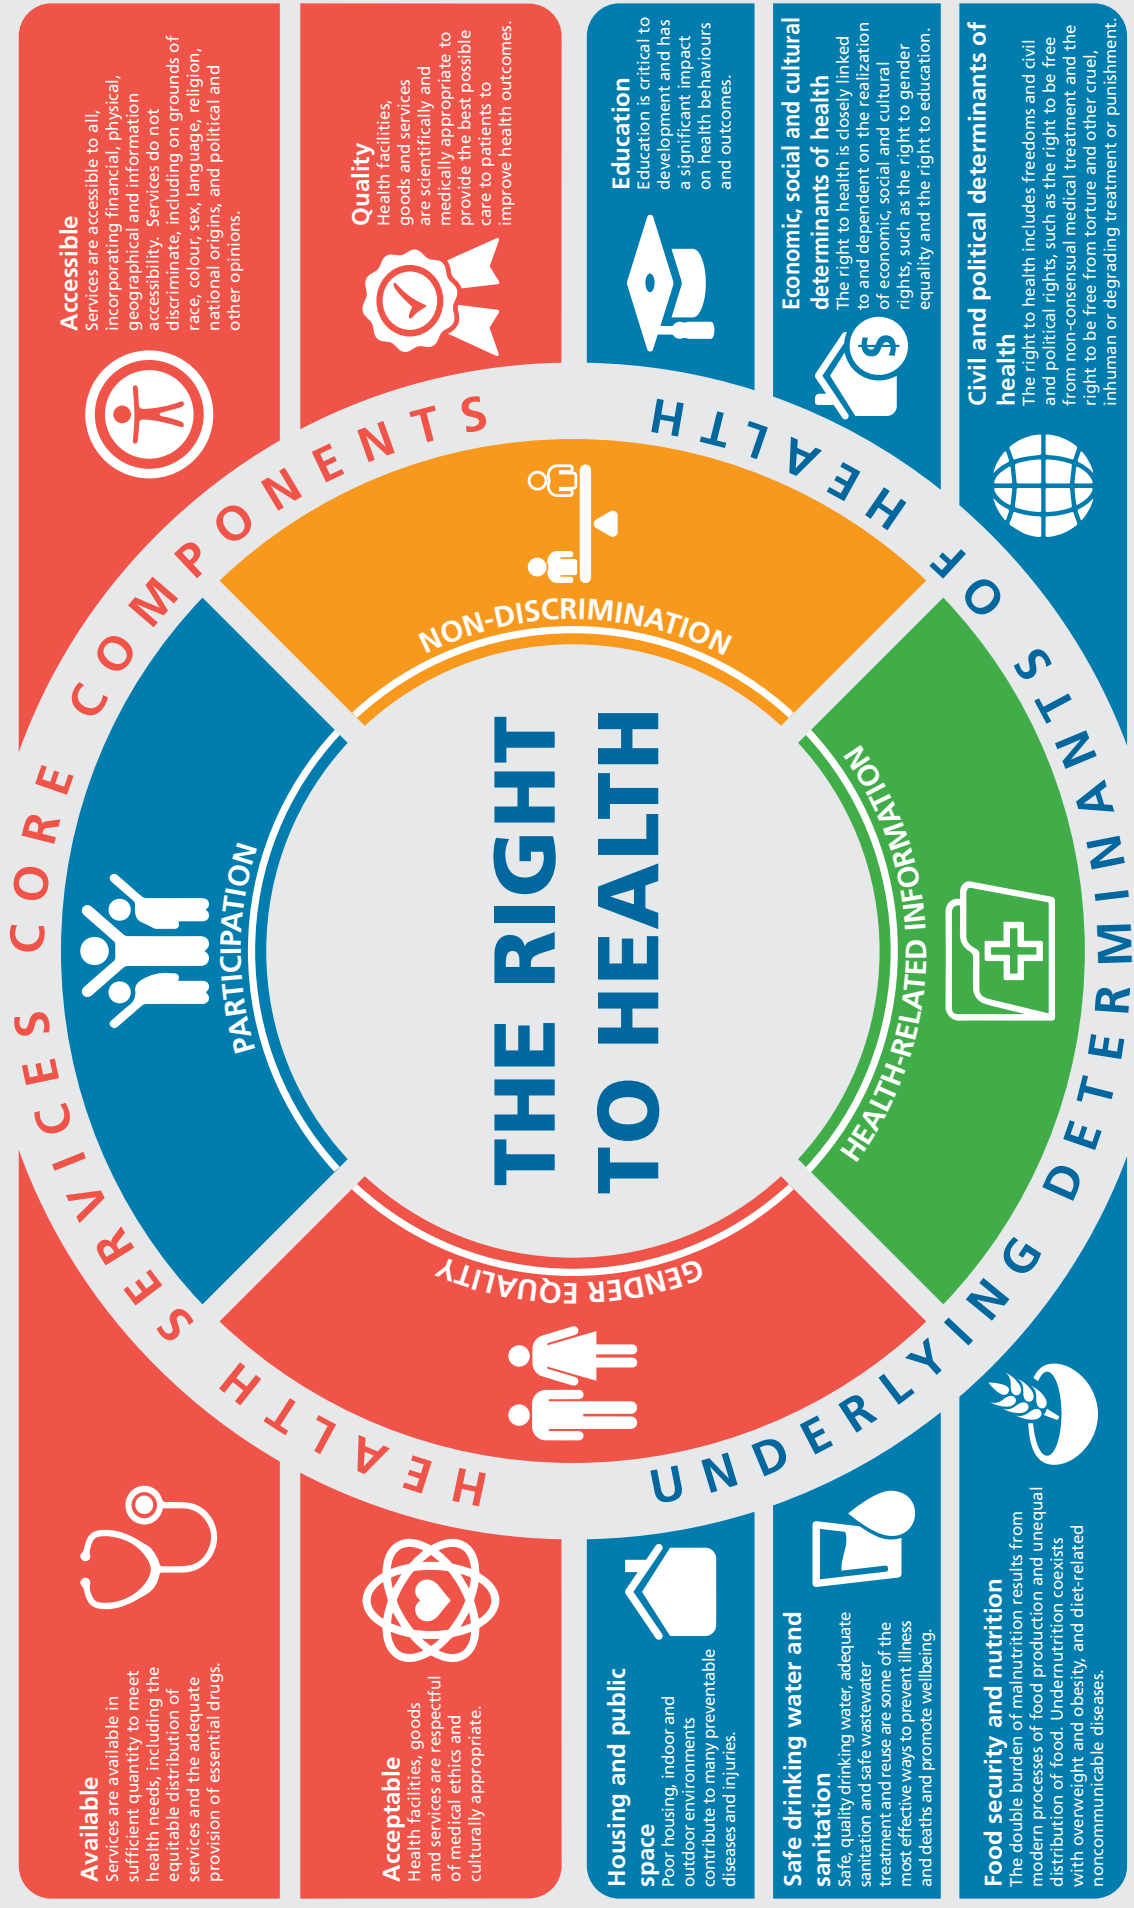 Available
Services are available in
sufficient quantity to meet
health needs, including the
equitable distribution of
services and the adequate
provision of essential drugs.
Acceptable
Health facilities, goods
and services are respectful
of medical ethics and
culturally appropriate.
Housing and public
space
Poor housing, indoor and
outdoor environments
contribute to many preventable
diseases and injuries.
Safe drinking water and
sanitation
Safe, quality drinking water, adequate
sanitation and safe wastewater
treatment and reuse are some of the
most effective ways to prevent illness
and deaths and promote wellbeing.
Food security and nutrition
The double burden of malnutrition results from
modern processes of food production and unequal
distribution of food. Undernutrition coexists
with overweight and obesity, and diet-related
noncommunicable diseases.
HEALTH SERVICES CORE COMPONENTS
PARTICIPATION
GENDER EQUALITY
THE RIGHT
TO HEALTH
NON-DISCRIMINATION
HEALTH-RELATED INFORMATION
UNDERLYING DETERMINANTS OF HEALTH
Accessible
Services are accessible to all,
incorporating financial, physical,
geographical and information
accessibility. Services do not
discriminate, including on grounds of
race, colour, sex, language, religion,
national origins, and political and
other opinions.
Quality
Health facilities,
goods and services
are scientifically and
medically appropriate to
provide the best possible
care to patients to
improve health outcomes.
Education
Education is critical to
development and has
a significant impact
on health behaviours
and outcomes.
Economic, social and cultural
determinants of health
The right to health is closely linked
to and dependent on the realization
of economic, social and cultural
rights, such as the right to gender
equality and the right to education.
$
Civil and political determinants of
health
The right to health includes freedoms and civil
and political rights, such as the right to be free
from non-consensual medical treatment and the
right to be free from torture and other cruel,
inhuman or degrading treatment or punishment.